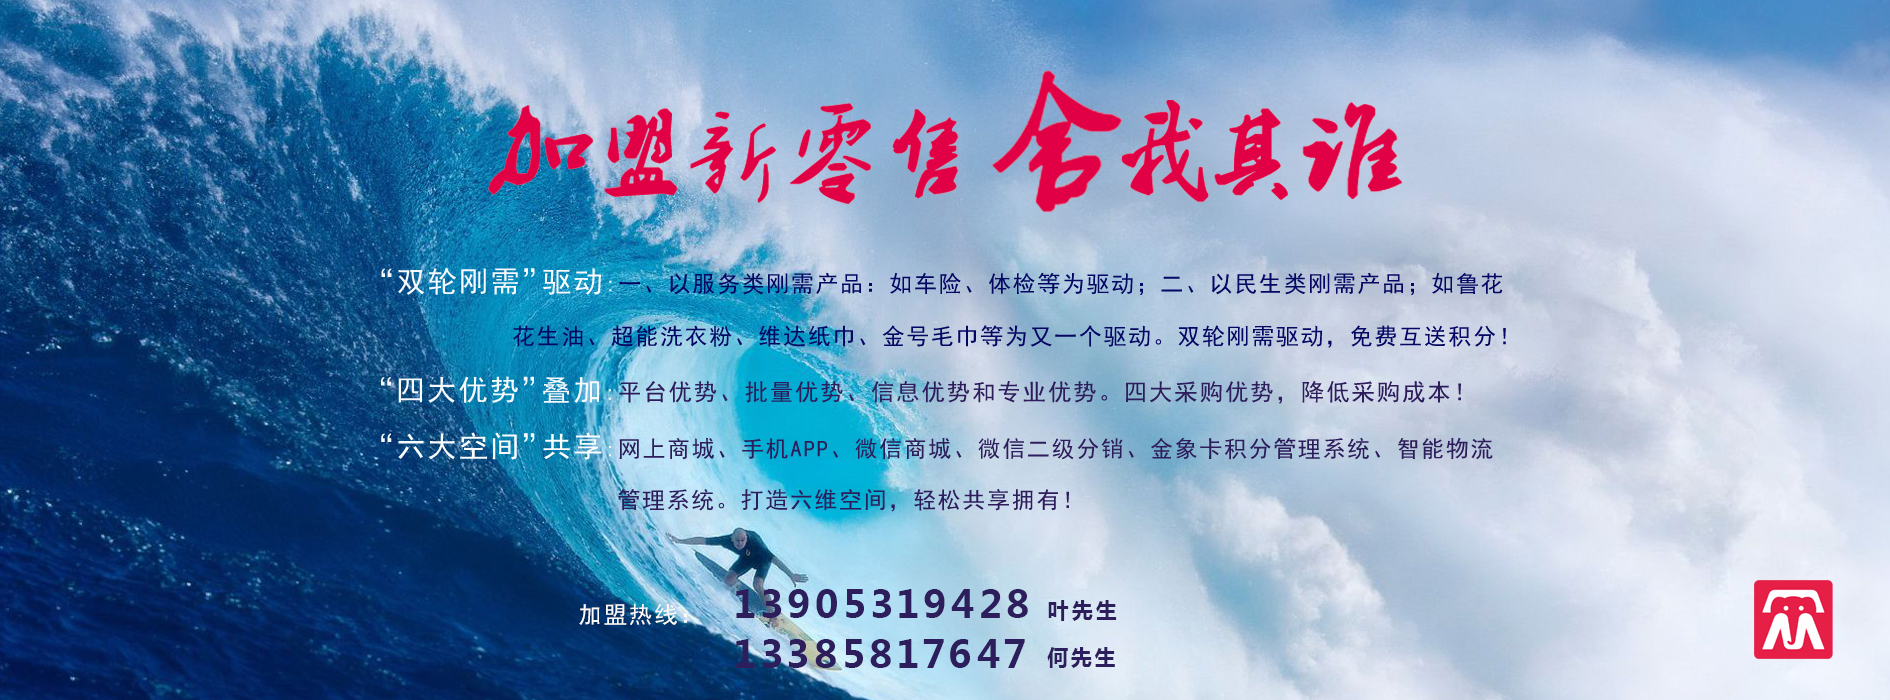 加盟新零售 舍我其谁
“双轮刚需”驱动:一、以服务类刚需产品：如车险、体检等为驱动；二、以民生类刚需产品；如鲁花
花生油、超能洗衣粉、维达纸巾、金号毛巾等为又一个驱动。双轮刚需驱动，免费互送积分！
“四大优势”叠加:平台优势、批量优势、信息优势和专业优势。四大采购优势，降低采购成本！
“六大空间”共享:网上商城、手机APP、微信商城、微信二级分销、金象卡积分管理系统、智能物流
管理系统。打造六维空间，轻松共享拥有！
加盟热线： 13905319428 叶先生
13385817647 何先生